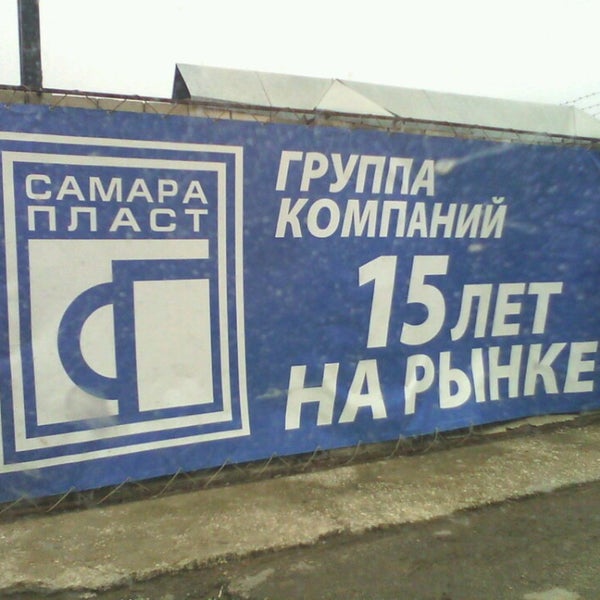 САМАРА
ПЛАСТ
ГРУППА
КОМПАНИЙ
15 ЛЕТ
НА РЫНКЕ